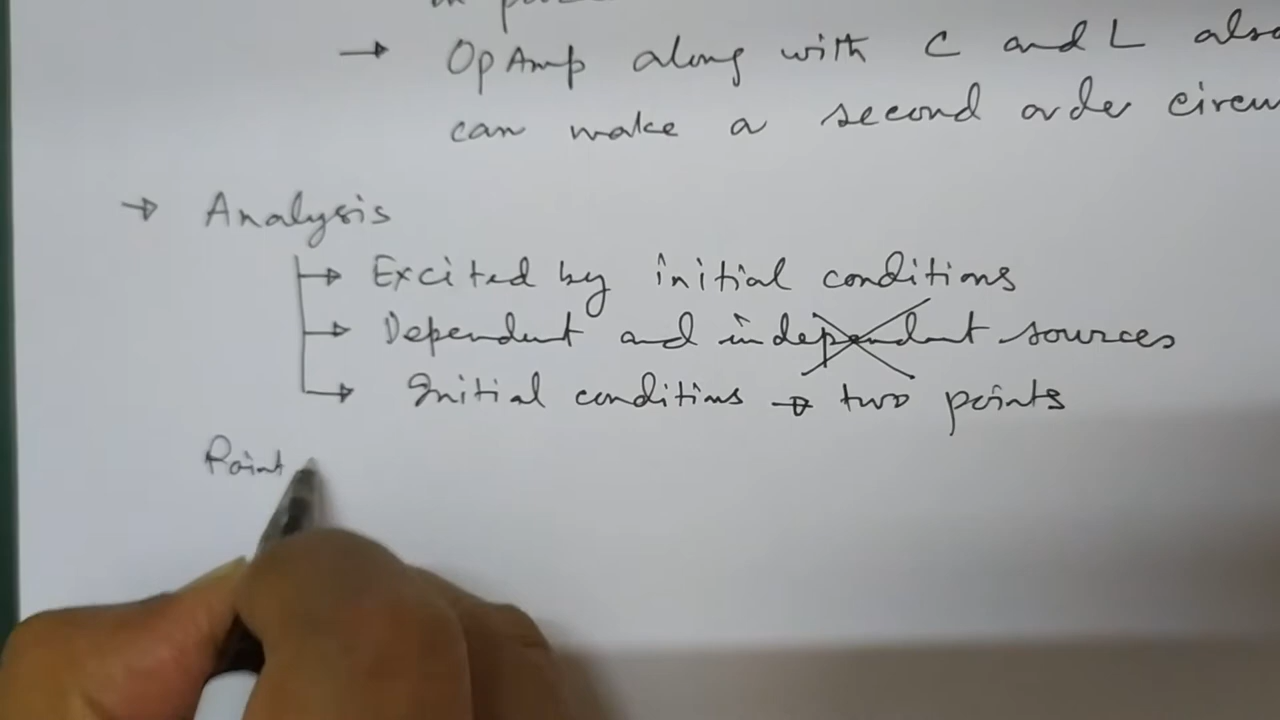 → OpAmp along with C and L also
can make a second order
→ Analysis
→ Excited by initial conditions
→ Dependent and independent sources
→ Initial conditions → two points
Point